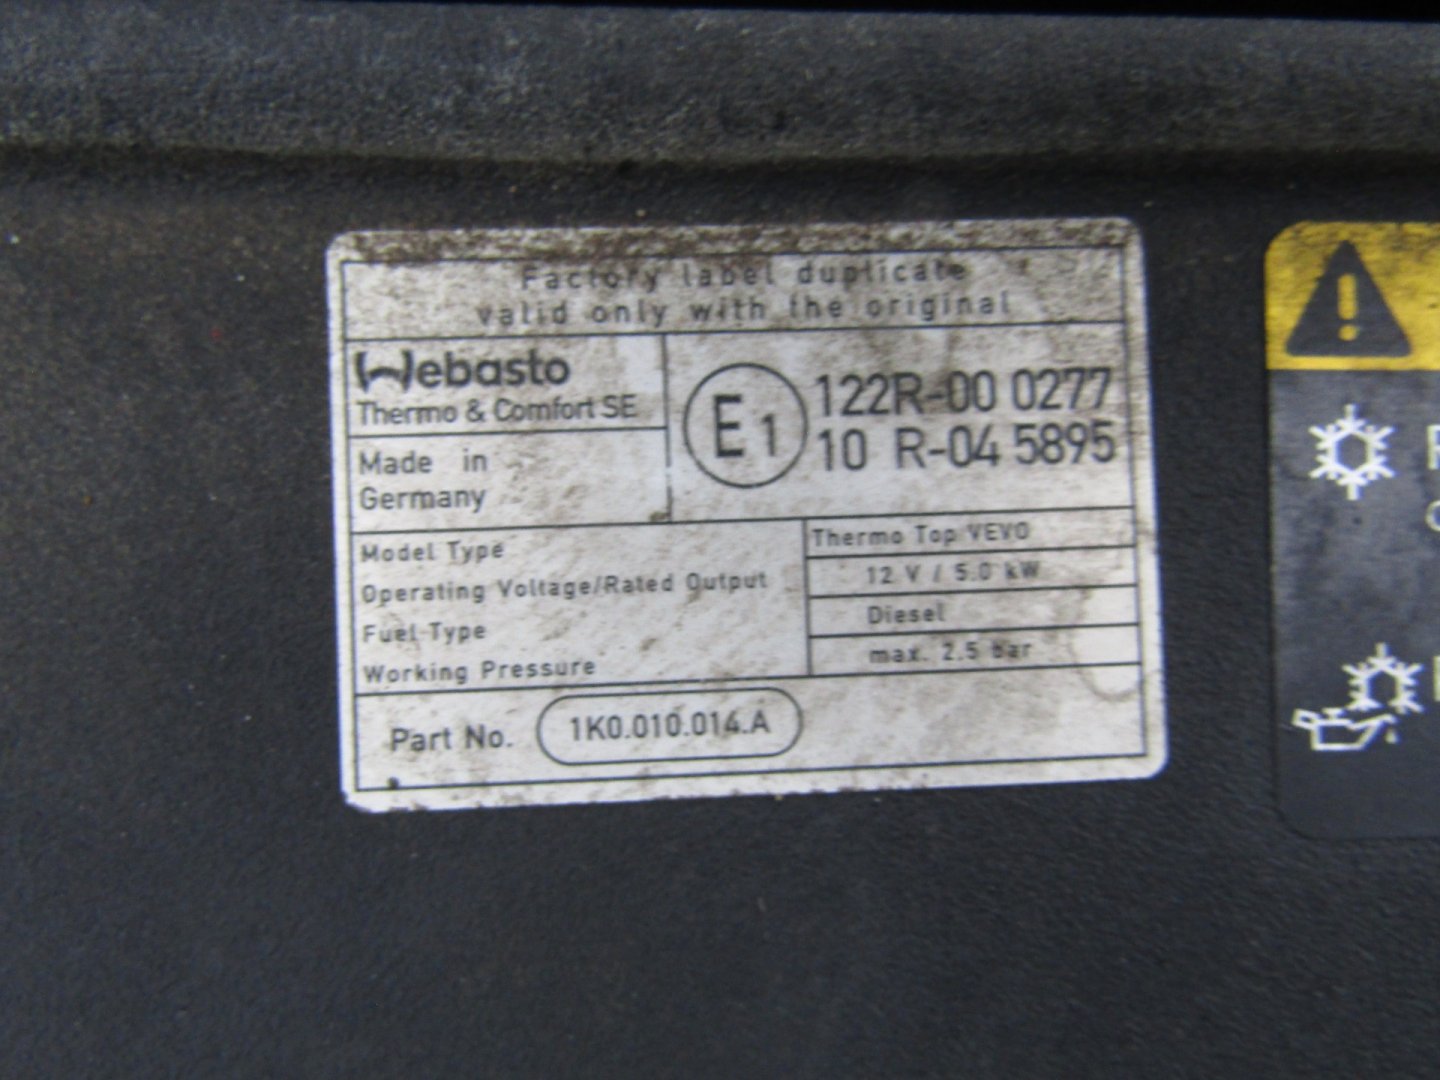 Factory label duplicate
valid only with the original
Webasto
Thermo & Comfort SE
Made in
Germany
E1
122R-00 0277
10 R-04 5895
Model Type Thermo Top VEVO
Operating Voltage/Rated Output 12 V / 5.0 kW
Fuel Type Diesel
Working Pressure max. 2.5 bar
Part No. 1K0.010.014.A